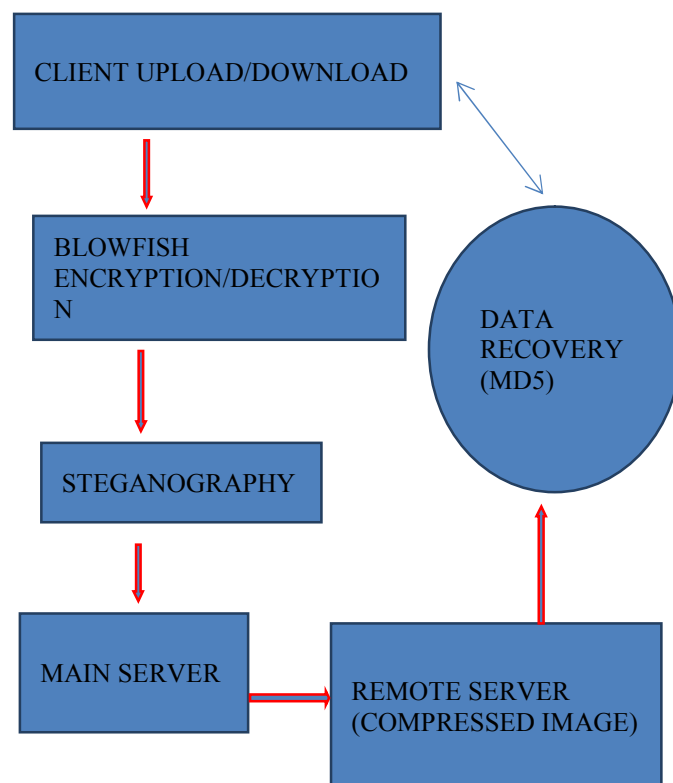 CLIENT UPLOAD/DOWNLOAD
BLOWFISH
ENCRYPTION/DECRYPTIO
N
STEGANOGRAPHY
MAIN SERVER
REMOTE SERVER
(COMPRESSED IMAGE)
DATA
RECOVERY
(MD5)